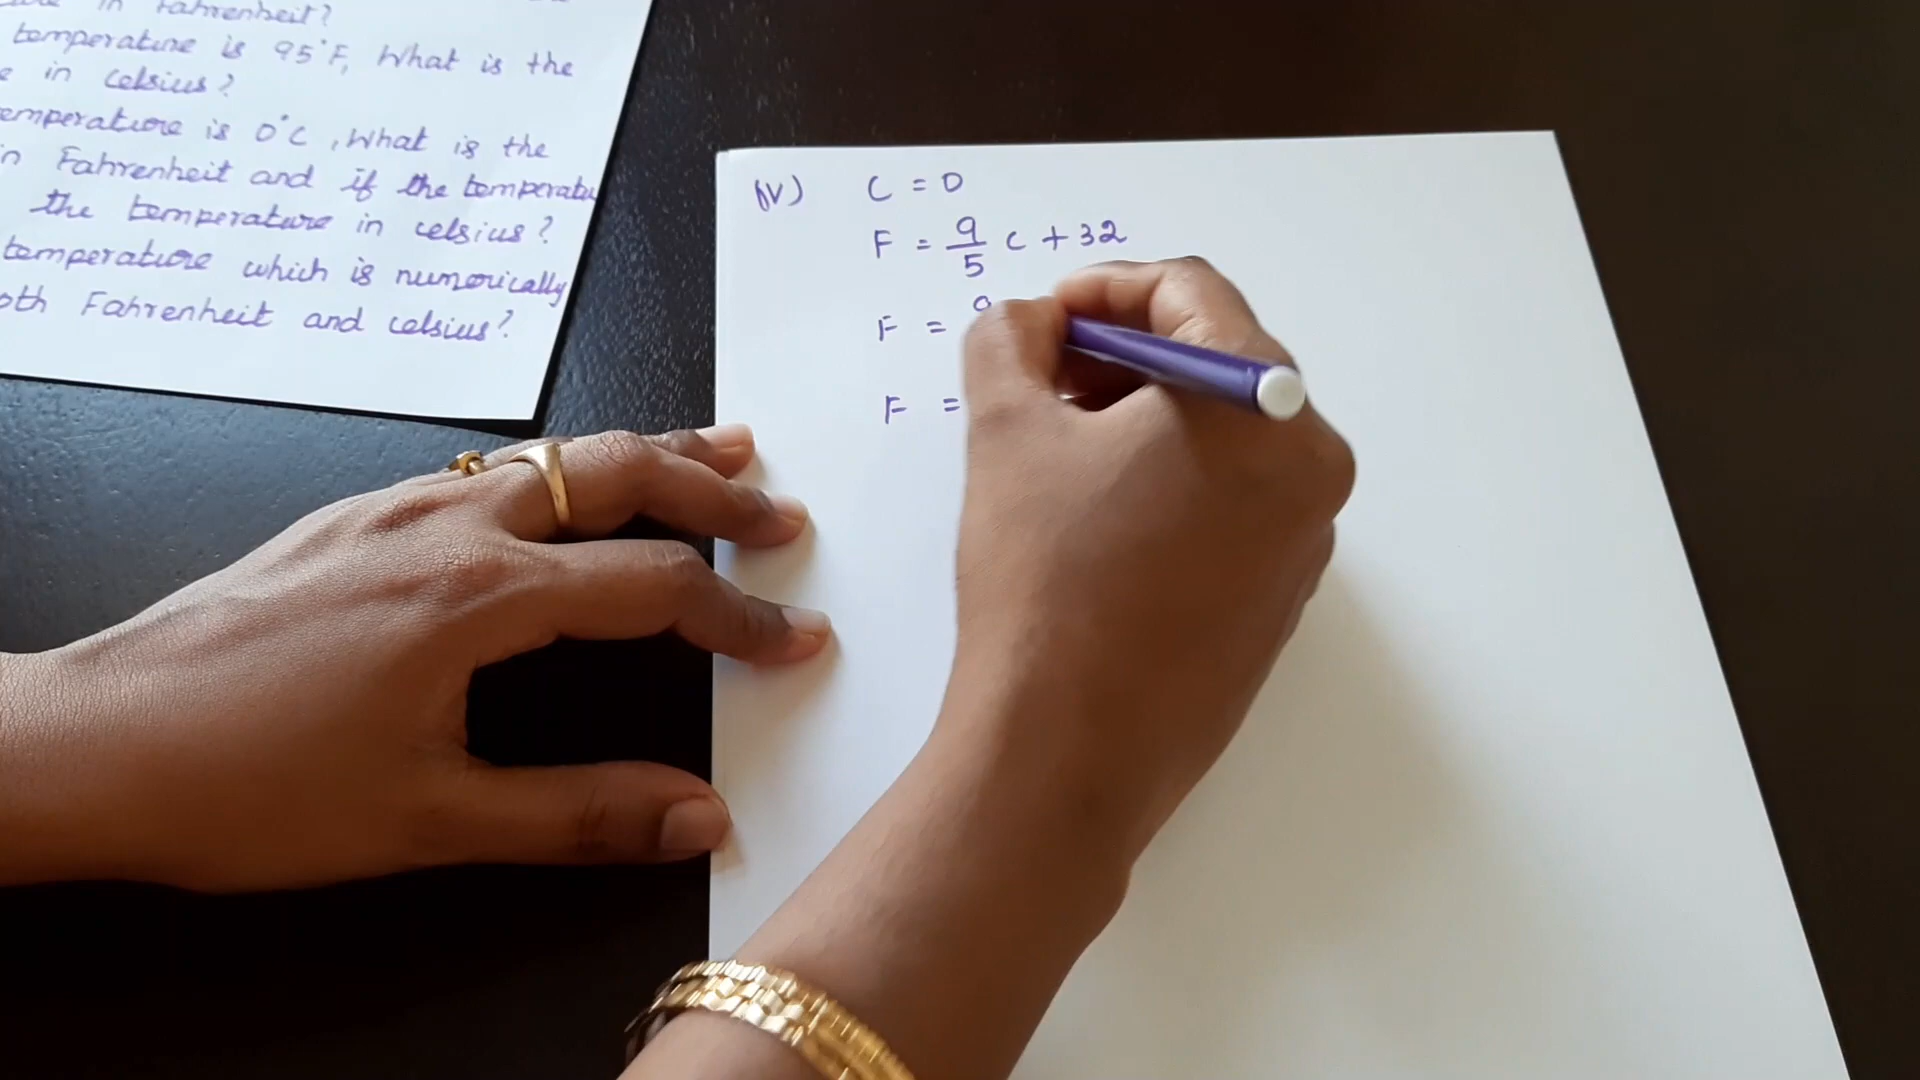 in Fahrenheit?
temperature is 95°F, What is the
e in celsius?
emperature is 0°C, What is the
in Fahrenheit and if the temperatu
the temperature in celsius?
temperature which is numerically
oth Fahrenheit and celsius?
(iv) C = 0
F = 9/5 C + 32
F = 9
F =